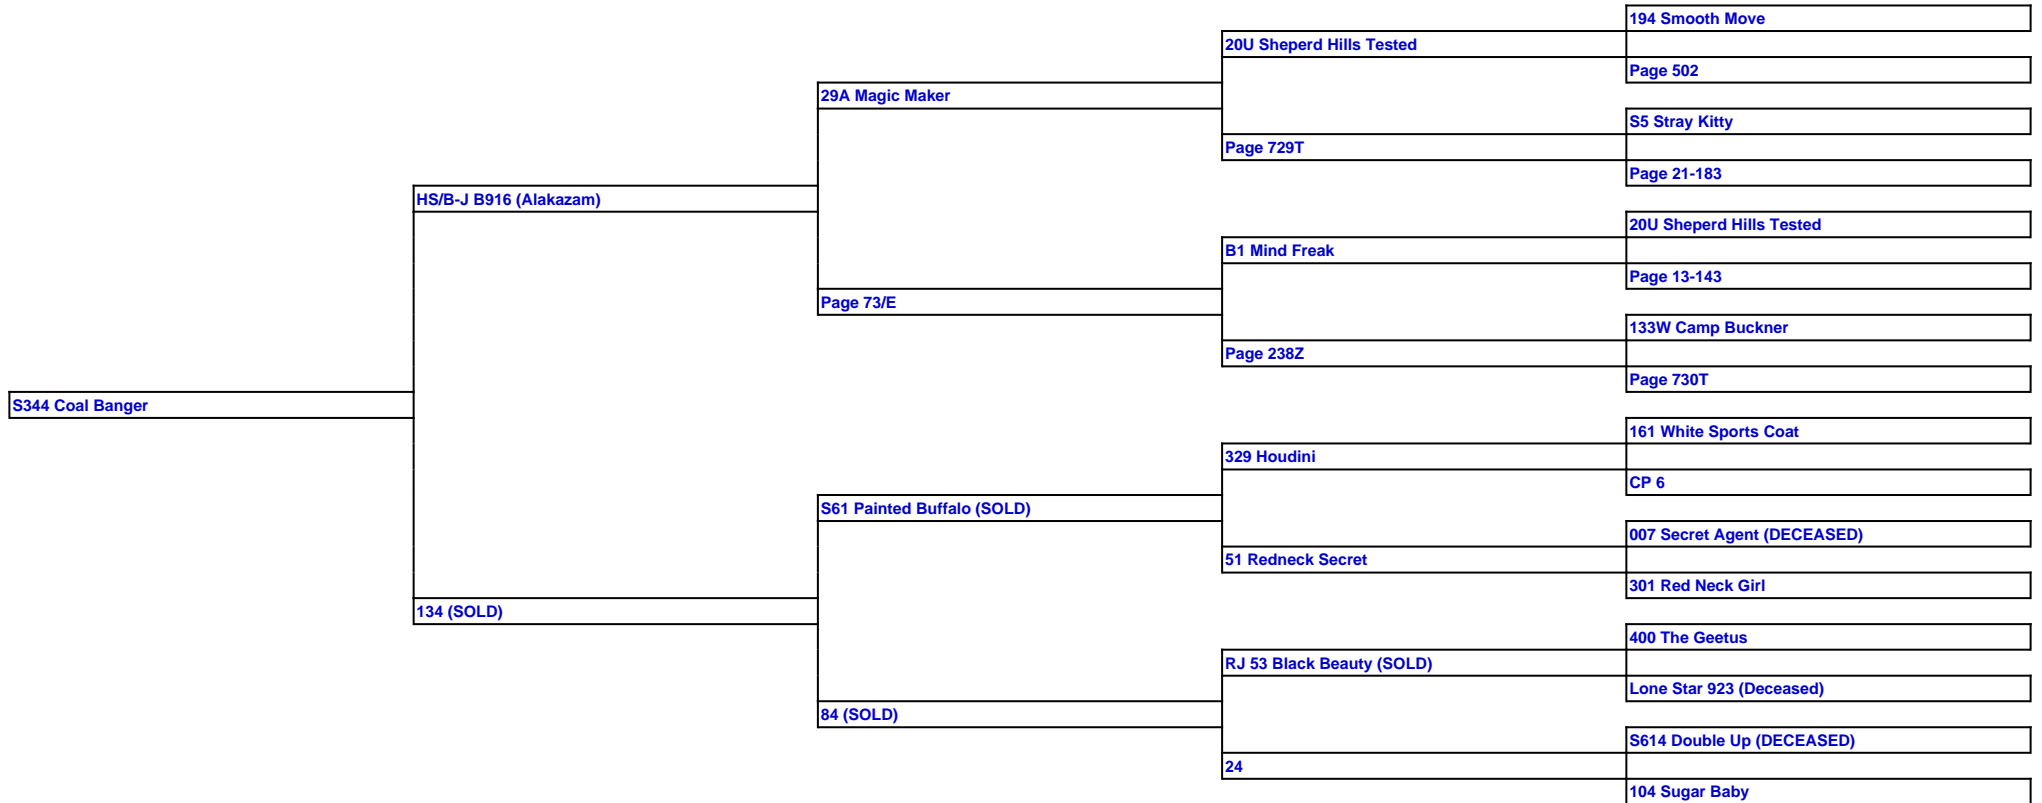 194 Smooth Move
20U Sheperd Hills Tested
Page 502
29A Magic Maker
S5 Stray Kitty
Page 729T
Page 21-183
HS/B-J B916 (Alakazam)
20U Sheperd Hills Tested
B1 Mind Freak
Page 13-143
Page 73/E
133W Camp Buckner
Page 238Z
Page 730T
S344 Coal Banger
161 White Sports Coat
329 Houdini
CP 6
S61 Painted Buffalo (SOLD)
007 Secret Agent (DECEASED)
51 Redneck Secret
301 Red Neck Girl
134 (SOLD)
400 The Geetus
RJ 53 Black Beauty (SOLD)
Lone Star 923 (Deceased)
84 (SOLD)
S614 Double Up (DECEASED)
24
104 Sugar Baby